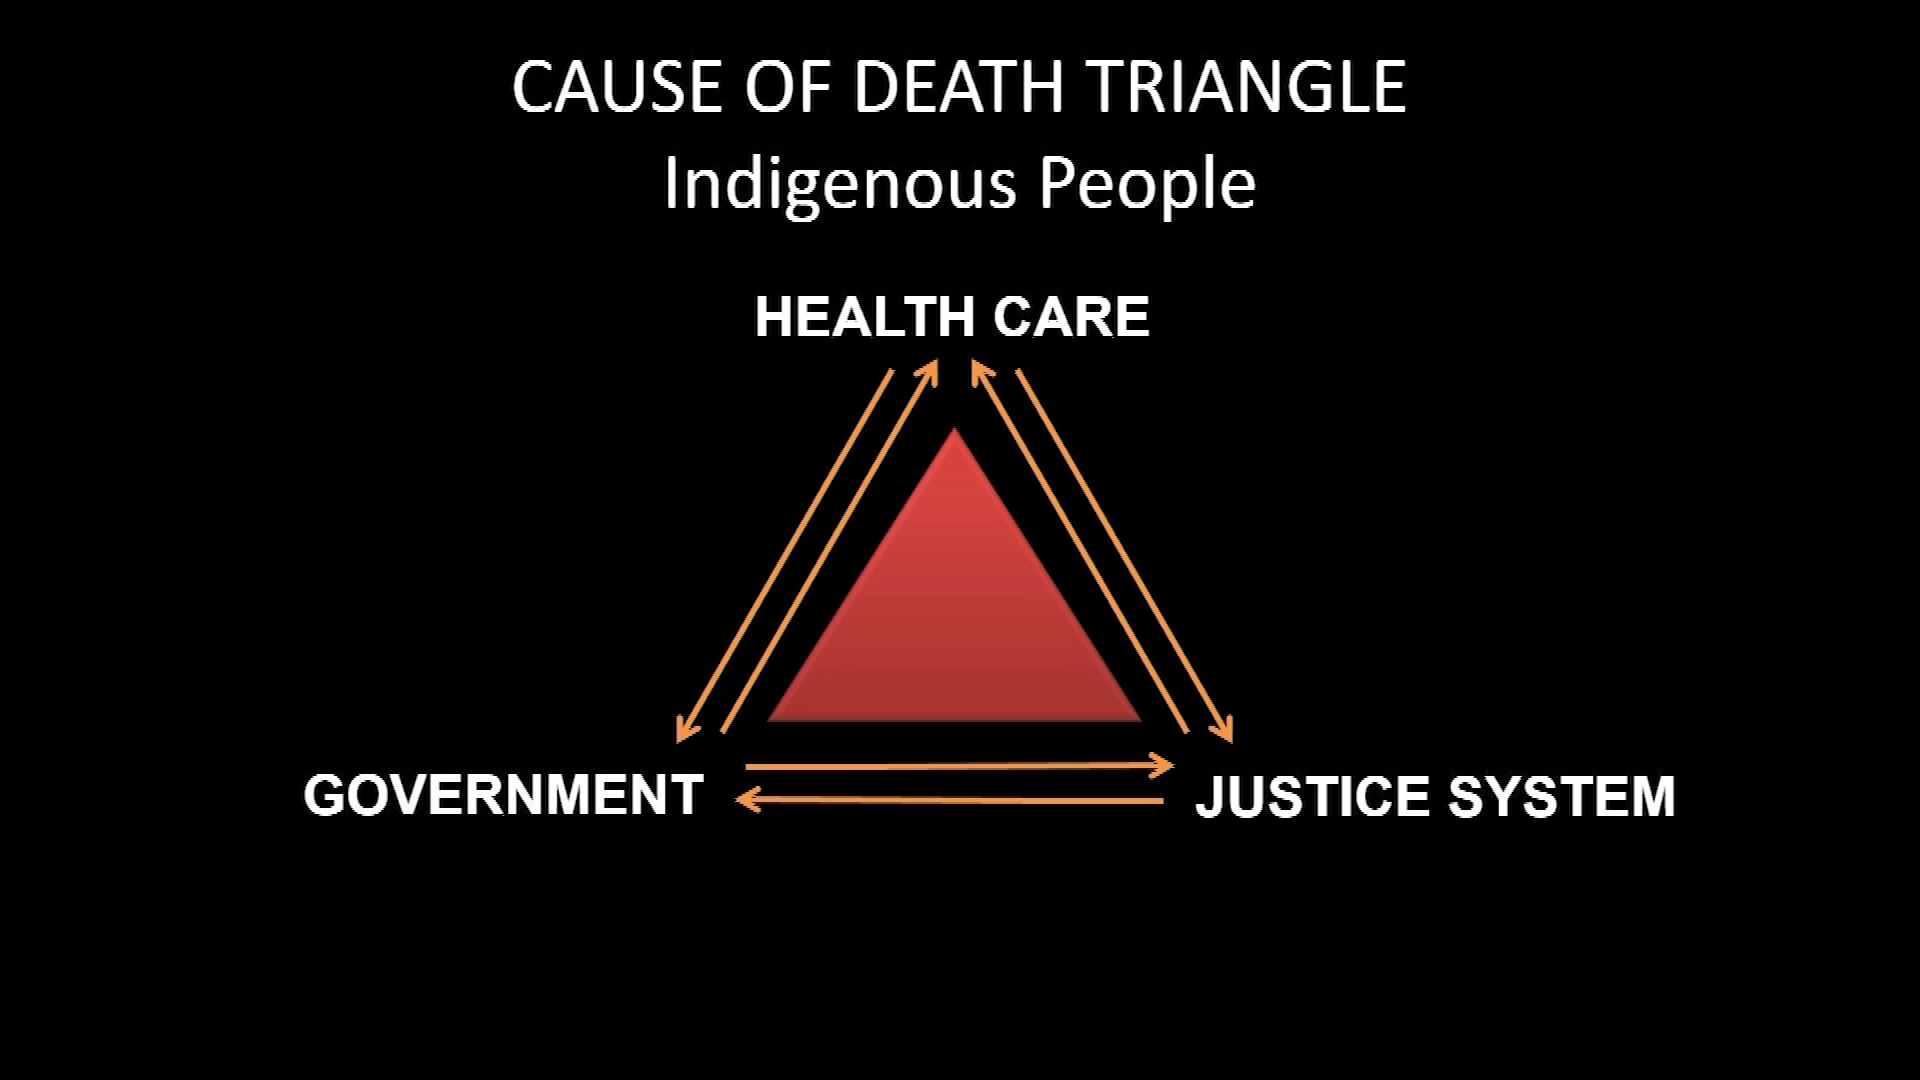 CAUSE OF DEATH TRIANGLE
Indigenous People
HEALTH CARE
GOVERNMENT
JUSTICE SYSTEM